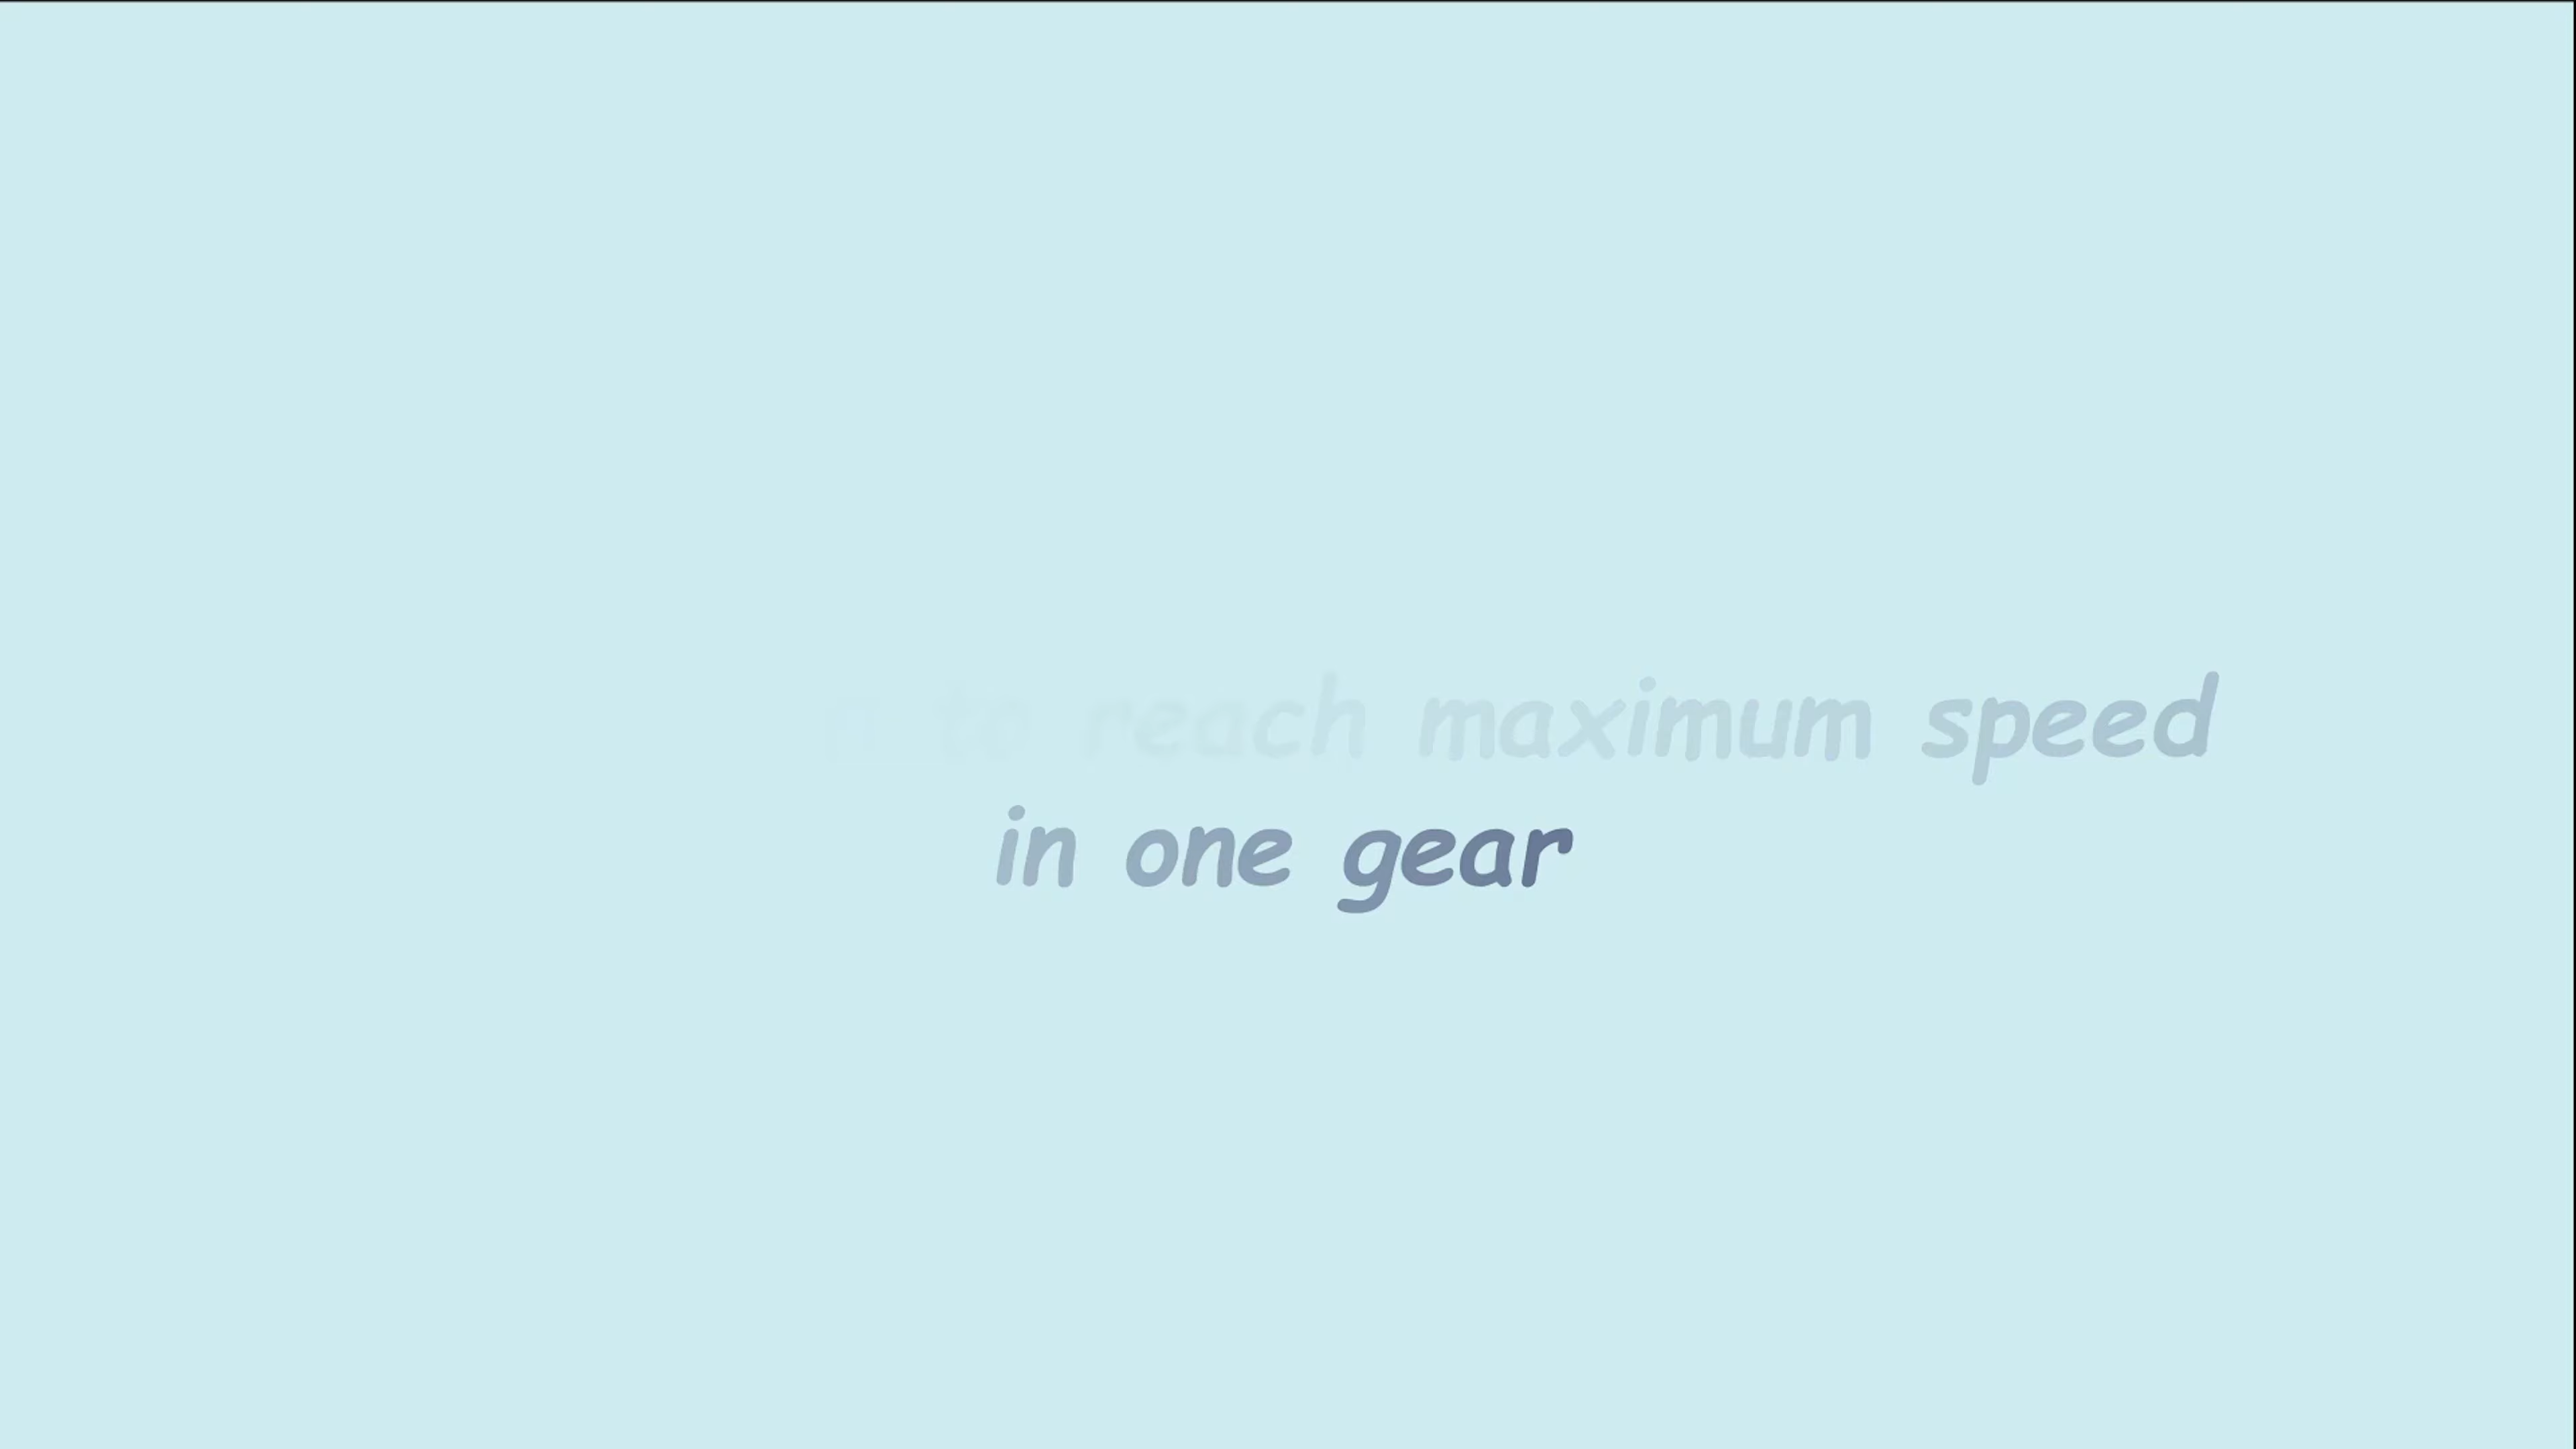 to reach maximum speed
in one gear